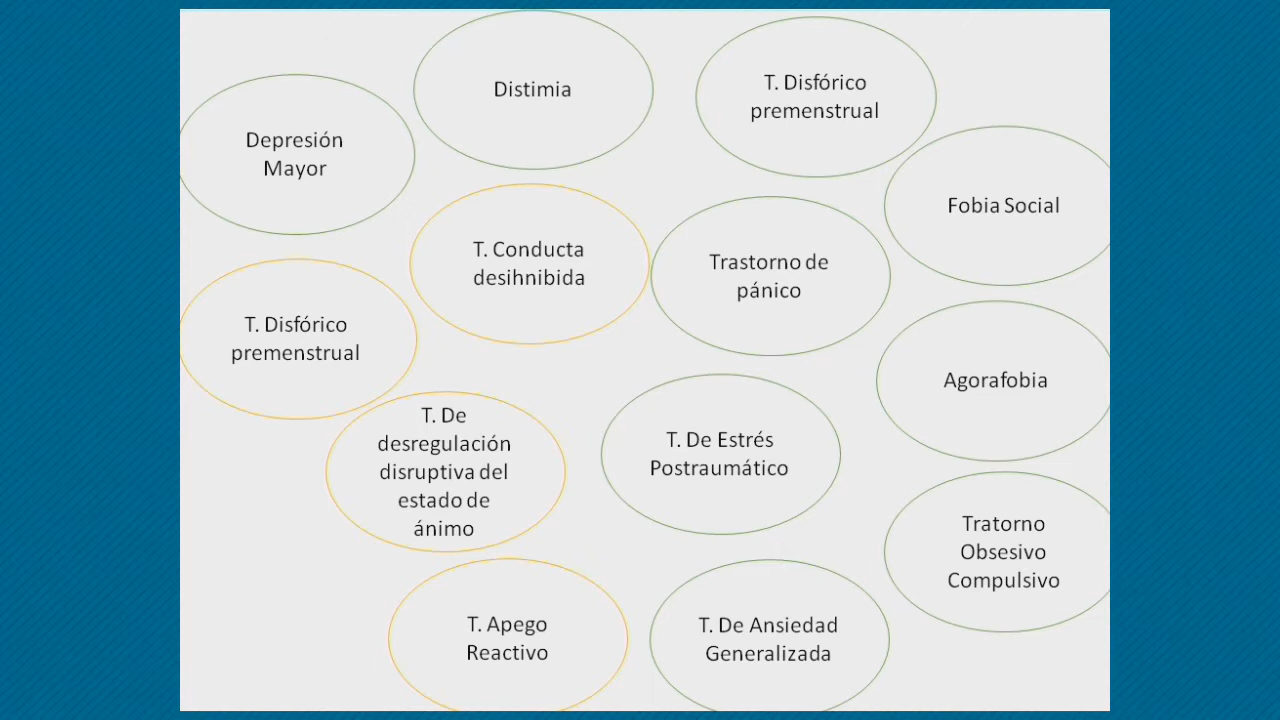 Distimia
T. Disfórico
premenstrual
Depresión
Mayor
Fobia Social
T. Conducta
desihnibida
Trastorno de
pánico
T. Disfórico
premenstrual
Agorafobia
T. De
desregulación
disruptiva del
estado de
ánimo
T. De Estrés
Postraumático
Tratorno
Obsesivo
Compulsivo
T. Apego
Reactivo
T. De Ansiedad
Generalizada